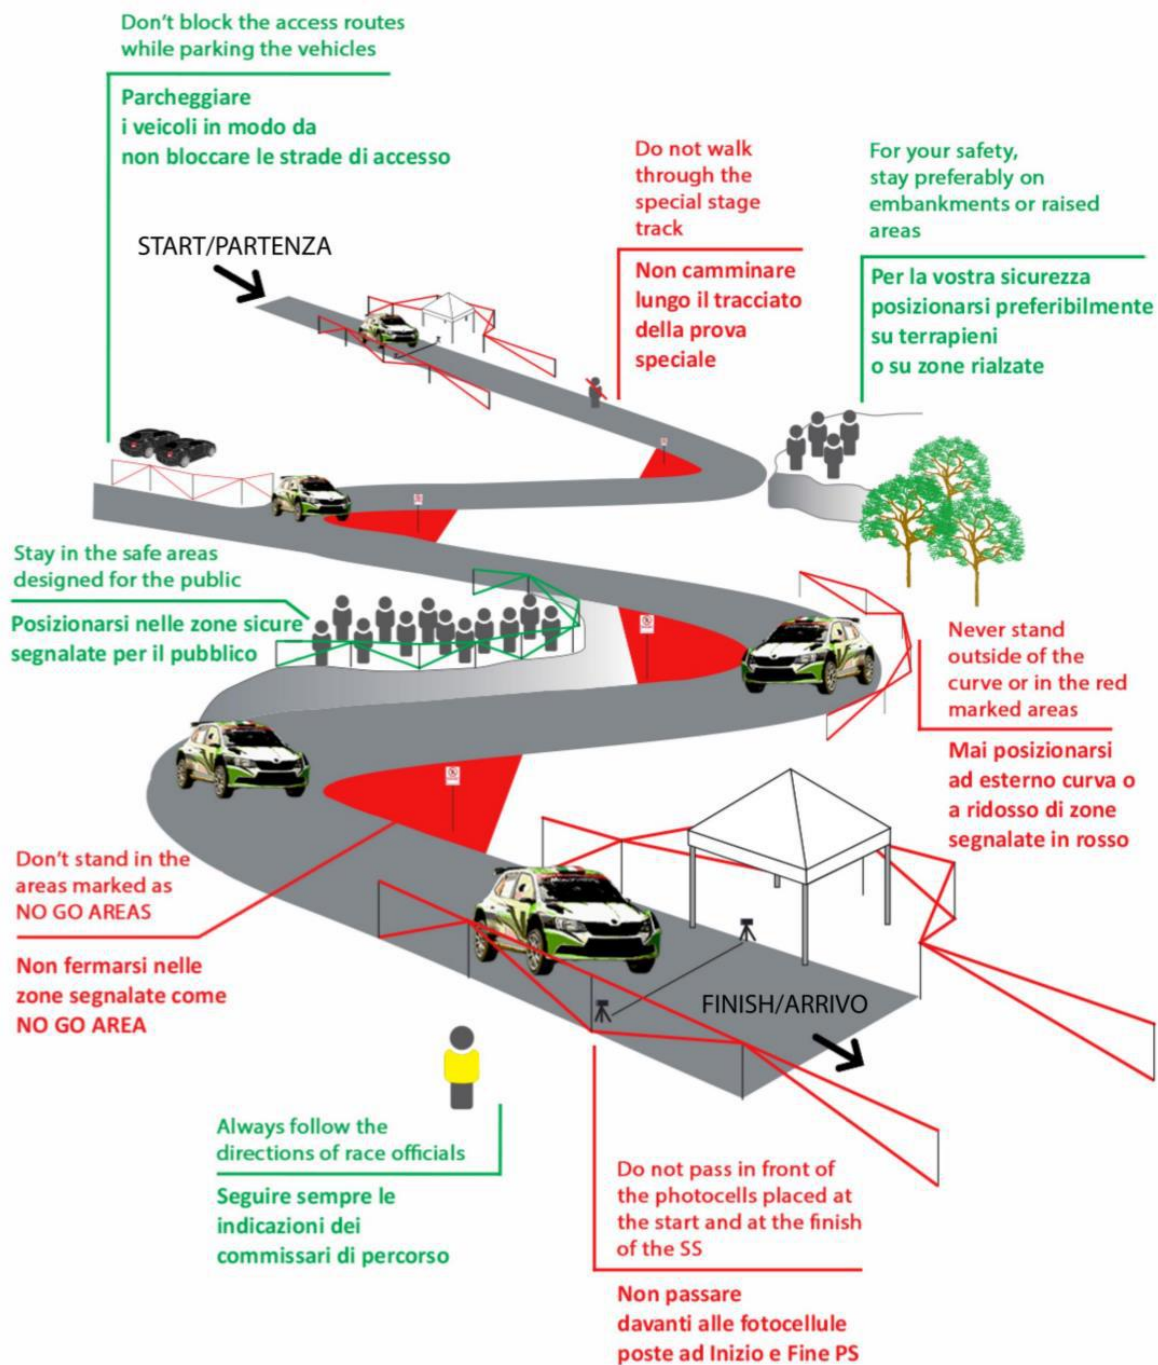 Don't block the access routes
while parking the vehicles
Parcheggiare
i veicoli in modo da
non bloccare le strade di accesso
Do not walk
through the
special stage
track
Non camminare
lungo il tracciato
della prova
speciale
For your safety,
stay preferably on
embankments or raised
areas
Per la vostra sicurezza
posizionarsi preferibilmente
su terrapieni
o su zone rialzate
START/PARTENZA
Stay in the safe areas
designed for the public
Posizionarsi nelle zone sicure
segnalate per il pubblico
Never stand
outside of the
curve or in the red
marked areas
Mai posizionarsi
ad esterno curva o
a ridosso di zone
segnalate in rosso
Don't stand in the
areas marked as
NO GO AREAS
Non fermarsi nelle
zone segnalate come
NO GO AREA
FINISH/ARRIVO
Always follow the
directions of race officials
Seguire sempre le
indicazioni dei
commissari di percorso
Do not pass in front of
the photocells placed at
the start and at the finish
of the SS
Non passare
davanti alle fotocellule
poste ad Inizio e Fine PS